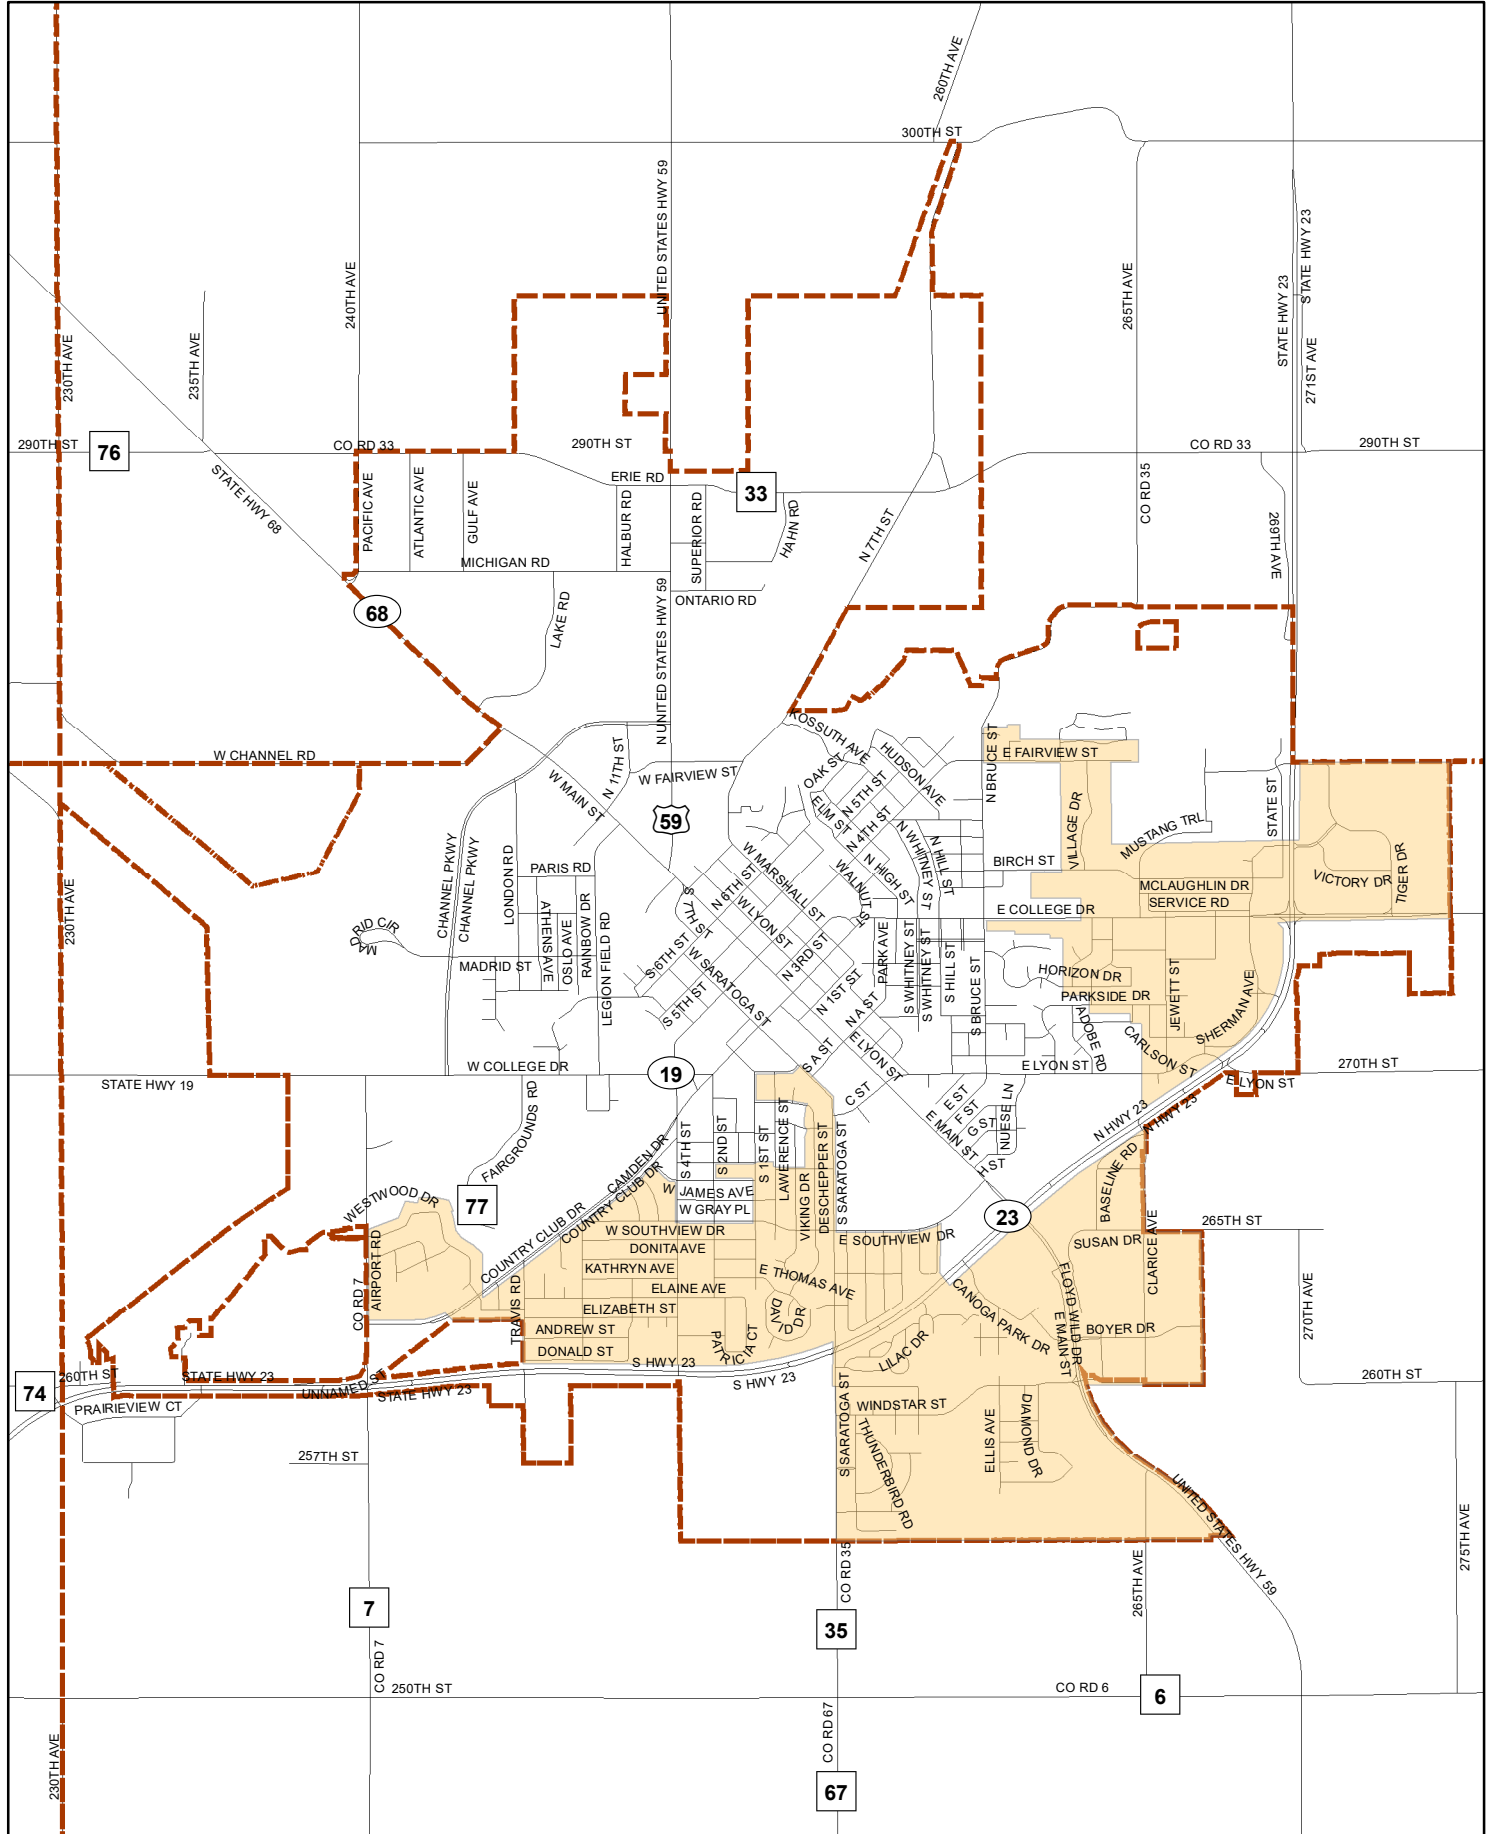 260TH AVE
300TH ST
UNITED STATES HWY 59
240TH AVE
265TH AVE
STATE HWY 23
STATE HWY 23
271ST AVE
230TH AVE
235TH AVE
290TH ST
76
CO RD 33
290TH ST
CO RD 33
290TH ST
STATE HWY 68
ERIE RD
33
PACIFIC AVE
ATLANTIC AVE
GULF AVE
HALBUR RD
SUPERIOR RD
HAHN RD
N 7TH ST
CO RD 35
269TH AVE
MICHIGAN RD
ONTARIO RD
68
LAKE RD
N UNITED STATES HWY 59
KOSSUTH AVE
HUDSON AVE
N BRUCE ST
E FAIRVIEW ST
W CHANNEL RD
N 11TH ST
W FAIRVIEW ST
W MAIN ST
OAK ST
ELM ST
N 5TH ST
N 4TH ST
59
N WHITNEY ST
N HILL ST
N HIGH ST
WALNUT ST
VILLAGE DR
MUSTANG TRL
STATE ST
BIRCH ST
MCLAUGHLIN DR
SERVICE RD
VICTORY DR
TIGER DR
CHANNEL PKWY
CHANNEL PKWY
LONDON RD
PARIS RD
ATHENS AVE
OSLO AVE
RAINBOW DR
LEGION FIELD RD
S 7TH ST
N 6TH ST
W MARSHALL ST
W LYON ST
N 3RD ST
E COLLEGE DR
230TH AVE
MADRID CIR
MADRID ST
S 6TH ST
S 5TH ST
W SARATOGA ST
N 1ST ST
N A ST
PARK AVE
S WHITNEY ST
S WHITNEY ST
S HILL ST
S BRUCE ST
HORIZON DR
PARKSIDE DR
JEWETT ST
SHERMAN AVE
ADOBE RD
CARLSON ST
E LYON ST
S A ST
C ST
E LYON ST
E LYON ST
270TH ST
STATE HWY 19
W COLLEGE DR
19
FAIRGROUNDS RD
S 4TH ST
S 2ND ST
S 1ST ST
LAWERENCE ST
VIKING DR
DESCHEPPER ST
S SARATOGA ST
E ST
F ST
G ST
H ST
NUESE LN
E MAIN ST
N HWY 23
N HWY 23
CAMDEN DR
COUNTRY CLUB DR
COUNTRY CLUB DR
COUNTRY CLUB DR
W
JAMES AVE
W GRAY PL
77
WESTWOOD DR
AIRPORT RD
CO RD 7
W SOUTHVIEW DR
E SOUTHVIEW DR
DONITA AVE
KATHRYN AVE
ELAINE AVE
E THOMAS AVE
ELIZABETH ST
ANDREW ST
DONALD ST
TRAVIS RD
PATRICIA CT
DAVID DR
23
BASELINE RD
SUSAN DR
CLARICE AVE
265TH ST
FLOYD WILD DR
E MAIN ST
CANOGA PARK DR
BOYER DR
270TH AVE
LILAC DR
S HWY 23
S HWY 23
260TH ST
STATE HWY 23
UNNAMED ST
STATE HWY 23
74
PRAIRIEVIEW CT
257TH ST
260TH ST
S SARATOGA ST
WINDSTAR ST
THUNDERBIRD RD
ELLIS AVE
DIAMOND DR
UNITED STATES HWY 59
CO RD 35
265TH AVE
275TH AVE
7
35
CO RD 7
250TH ST
CO RD 6
6
230TH AVE
CO RD 67
67